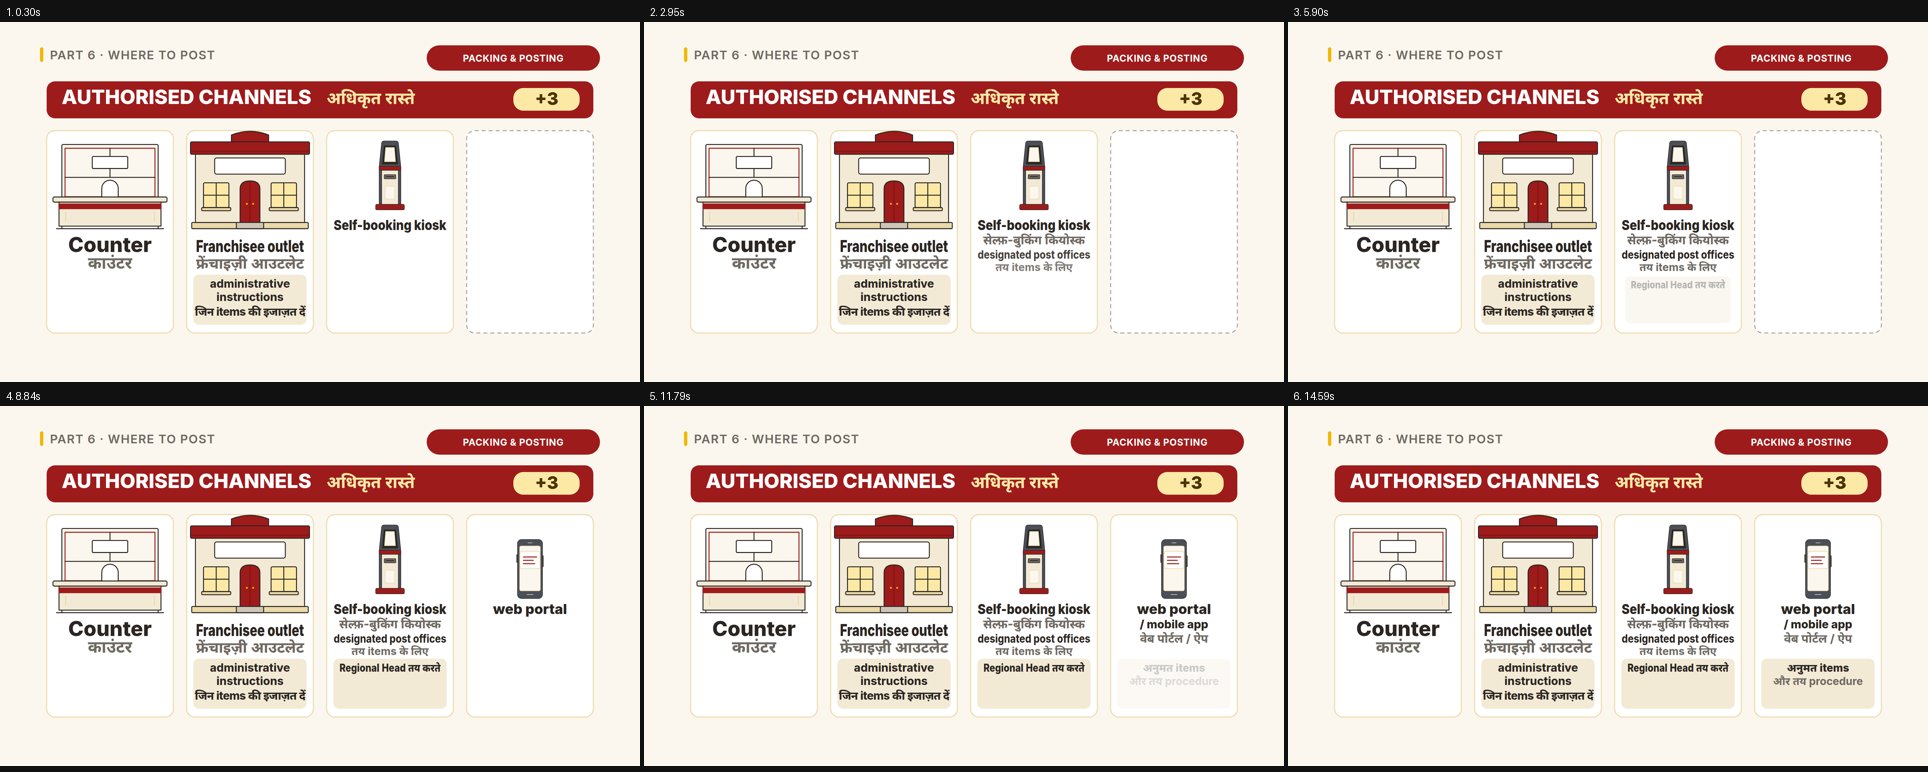 1. 0.30s
PART 6 · WHERE TO POST
PACKING & POSTING
AUTHORISED CHANNELS अधिकृत रास्ते +3
Counter
काउंटर
Franchisee outlet
फ्रेंचाइज़ी आउटलेट
administrative
instructions
जिन items की इजाज़त दें
Self-booking kiosk
2. 2.95s
PART 6 · WHERE TO POST
PACKING & POSTING
AUTHORISED CHANNELS अधिकृत रास्ते +3
Counter
काउंटर
Franchisee outlet
फ्रेंचाइज़ी आउटलेट
administrative
instructions
जिन items की इजाज़त दें
Self-booking kiosk
सेल्फ़-बुकिंग कियोस्क
designated post offices
तय items के लिए
3. 5.90s
PART 6 · WHERE TO POST
PACKING & POSTING
AUTHORISED CHANNELS अधिकृत रास्ते +3
Counter
काउंटर
Franchisee outlet
फ्रेंचाइज़ी आउटलेट
administrative
instructions
जिन items की इजाज़त दें
Self-booking kiosk
सेल्फ़-बुकिंग कियोस्क
designated post offices
तय items के लिए
Regional Head तय करते
4. 8.84s
PART 6 · WHERE TO POST
PACKING & POSTING
AUTHORISED CHANNELS अधिकृत रास्ते +3
Counter
काउंटर
Franchisee outlet
फ्रेंचाइज़ी आउटलेट
administrative
instructions
जिन items की इजाज़त दें
Self-booking kiosk
सेल्फ़-बुकिंग कियोस्क
designated post offices
तय items के लिए
Regional Head तय करते
web portal
5. 11.79s
PART 6 · WHERE TO POST
PACKING & POSTING
AUTHORISED CHANNELS अधिकृत रास्ते +3
Counter
काउंटर
Franchisee outlet
फ्रेंचाइज़ी आउटलेट
administrative
instructions
जिन items की इजाज़त दें
Self-booking kiosk
सेल्फ़-बुकिंग कियोस्क
designated post offices
तय items के लिए
Regional Head तय करते
web portal
/ mobile app
वेब पोर्टल / ऐप
अनुमत items
और तय procedure
6. 14.59s
PART 6 · WHERE TO POST
PACKING & POSTING
AUTHORISED CHANNELS अधिकृत रास्ते +3
Counter
काउंटर
Franchisee outlet
फ्रेंचाइज़ी आउटलेट
administrative
instructions
जिन items की इजाज़त दें
Self-booking kiosk
सेल्फ़-बुकिंग कियोस्क
designated post offices
तय items के लिए
Regional Head तय करते
web portal
/ mobile app
वेब पोर्टल / ऐप
अनुमत items
और तय procedure